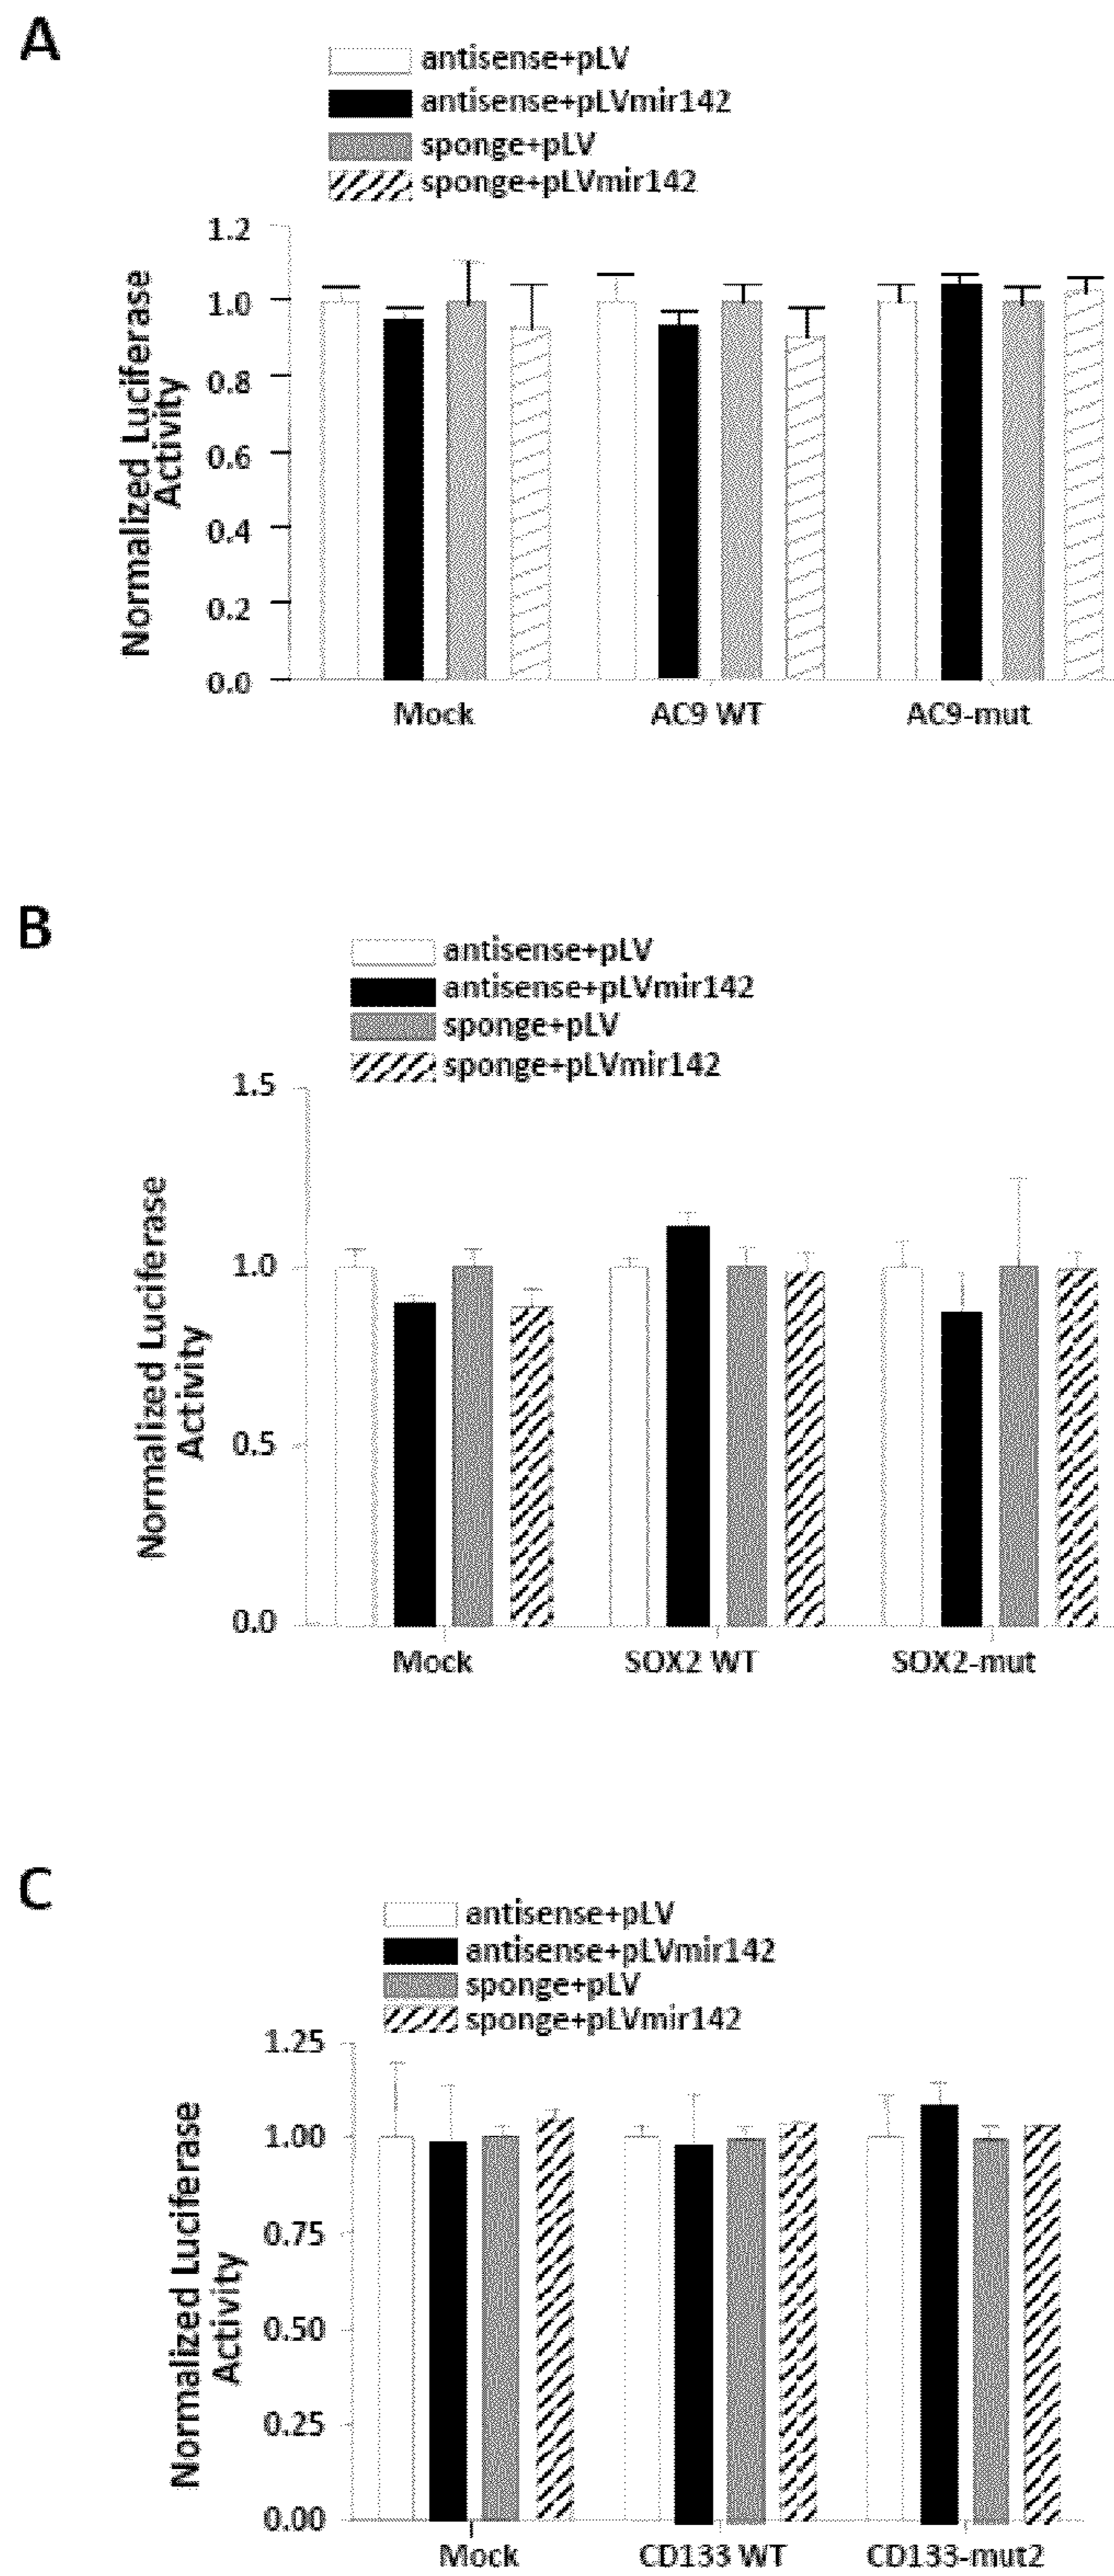 A
antisense+pLV
antisense+pLVmir142
sponge+pLV
sponge+pLVmir142
1.2
1.0
0.8
0.6
0.4
0.2
0.0
Normalized Luciferase
Activity
Mock AC9 WT AC9-mut
B
antisense+pLV
antisense+pLVmir142
sponge+pLV
sponge+pLVmir142
1.5
1.0
0.5
0.0
Normalized Luciferase
Activity
Mock SOX2 WT SOX2-mut
C
antisense+pLV
antisense+pLVmir142
sponge+pLV
sponge+pLVmir142
1.25
1.00
0.75
0.50
0.25
0.00
Normalized Luciferase
Activity
Mock CD133 WT CD133-mut2